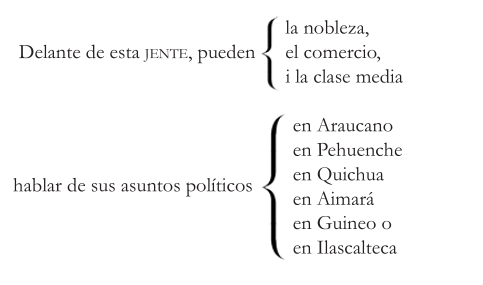 la nobleza,
Delante de esta JENTE, pueden el comercio,
i la clase media
en Araucano
en Pehuenche
en Quichua
hablar de sus asuntos políticos
en Aimará
en Guineo o
en Ilascalteca